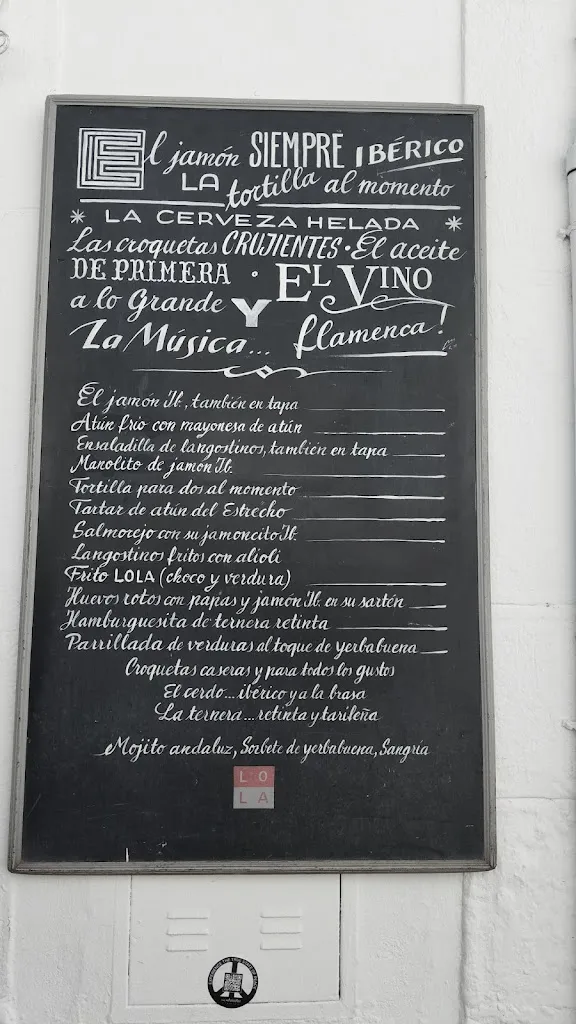 El jamón SIEMPRE IBÉRICO
LA tortilla al momento
* LA CERVEZA HELADA *
Las croquetas CRUJIENTES · El aceite
DE PRIMERA · EL VINO
a lo Grande Y
La Música... flamenca!
El jamón Ib., también en tapa
Atún frío con mayonesa de atún
Ensaladilla de langostinos, también en tapa
Manolito de jamón Ib.
Tortilla para dos al momento
Tartar de atún del Estrecho
Salmorejo con su jamoncito Ib.
Langostinos fritos con alioli
Frito LOLA (choco y verdura)
Huevos rotos con papas y jamón Ib. en su sartén
Hamburguesita de ternera retinta
Parrillada de verduras al toque de yerbabuena
Croquetas caseras y para todos los gustos
El cerdo... ibérico y a la brasa
La ternera... retinta y tarifeña
Mojito andaluz, Sorbete de yerbabuena, Sangría
LO
LA